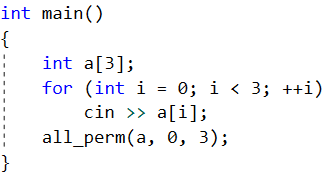 int main()
{
    int a[3];
    for (int i = 0; i < 3; ++i)
        cin >> a[i];
    all_perm(a, 0, 3);
}